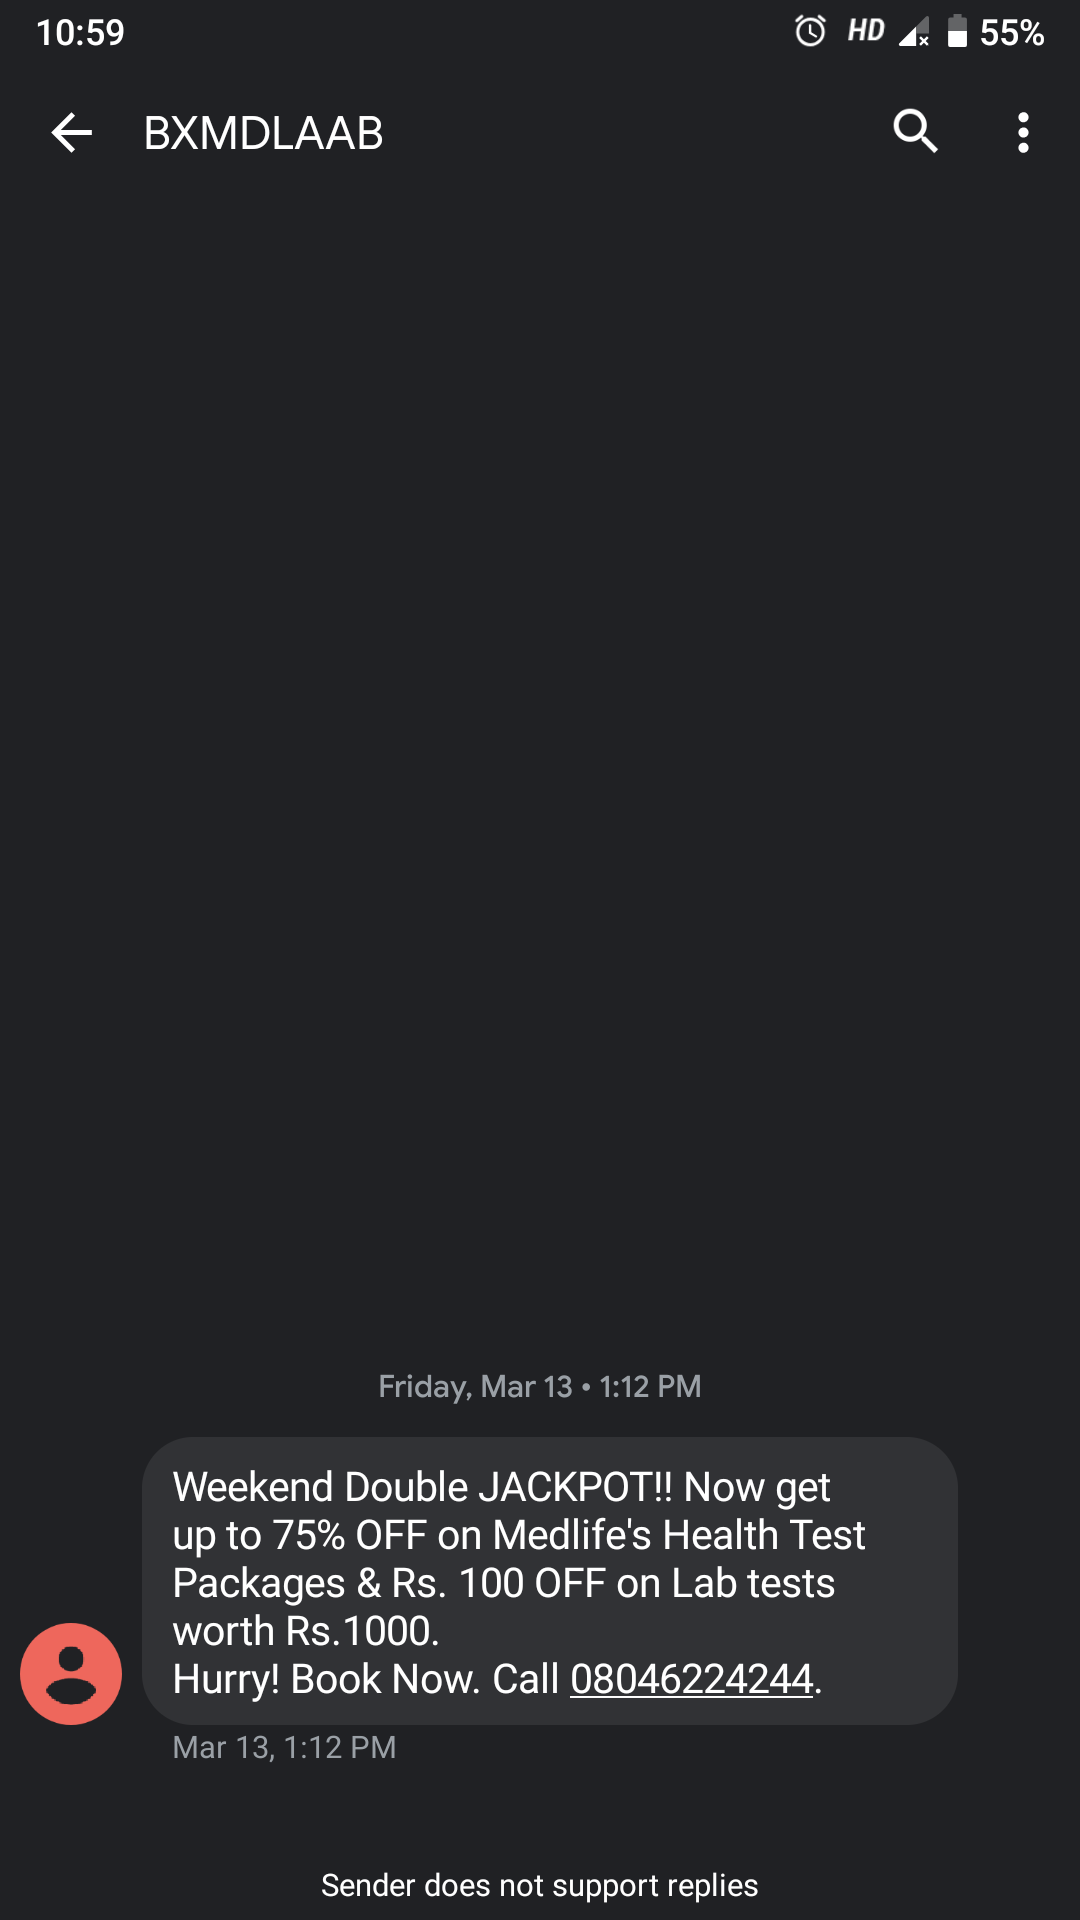 10:59
HD
55%
BXMDLAAB
Friday, Mar 13 • 1:12 PM
Weekend Double JACKPOT!! Now get
up to 75% OFF on Medlife's Health Test
Packages & Rs. 100 OFF on Lab tests
worth Rs.1000.
Hurry! Book Now. Call 08046224244.
Mar 13, 1:12 PM
Sender does not support replies